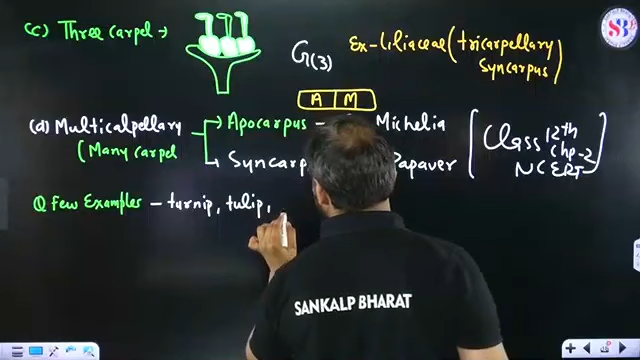 (c) Three carpel →
G(3)
Ex- Liliaceae (tricarpellary
Syncarpus)
A M
(d) Multicalpellary
(Many carpel
Apocarpus - Michelia
Syncarp Papaver
[Class 12th
Chp-2
NCERT]
Q Few Examples - turnip, tulip,
SANKALP BHARAT
SB